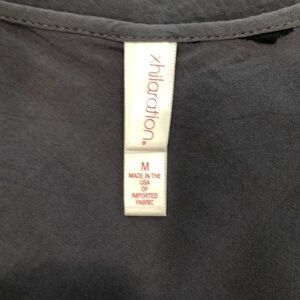 xhilaration®
M
MADE IN THE
USA
OF
IMPORTED
FABRIC